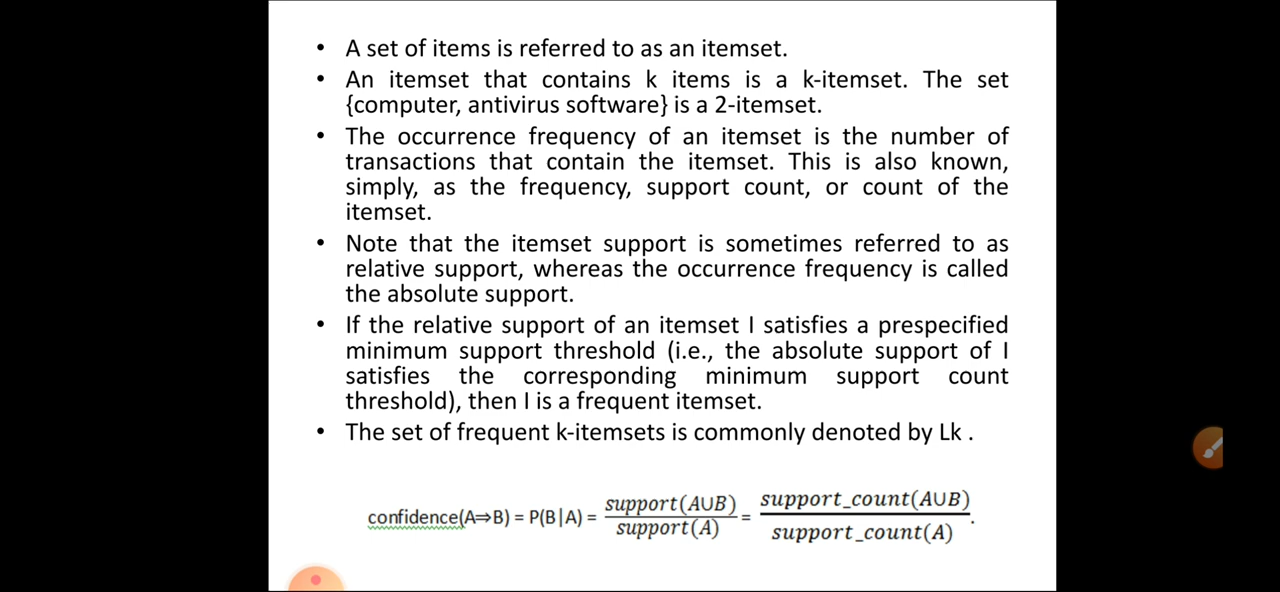 • A set of items is referred to as an itemset.
• An itemset that contains k items is a k-itemset. The set
{computer, antivirus software} is a 2-itemset.
• The occurrence frequency of an itemset is the number of
transactions that contain the itemset. This is also known,
simply, as the frequency, support count, or count of the
itemset.
• Note that the itemset support is sometimes referred to as
relative support, whereas the occurrence frequency is called
the absolute support.
• If the relative support of an itemset I satisfies a prespecified
minimum support threshold (i.e., the absolute support of I
satisfies the corresponding minimum support count
threshold), then I is a frequent itemset.
• The set of frequent k-itemsets is commonly denoted by Lk .
confidence(A⇒B) = P(B|A) = support(A∪B)/support(A) = support_count(A∪B)/support_count(A).